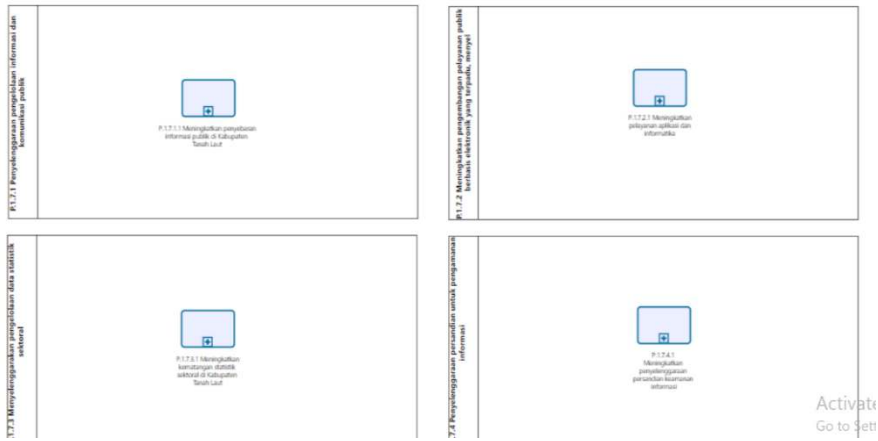 P.1.7.1 Penyelenggaraan pengelolaan informasi dan
komunikasi publik
P.1.7.1.1 Meningkatkan penyebaran
informasi publik di Kabupaten
Tanah Laut
P.1.7.2 Meningkatkan pengembangan pelayanan publik
berbasis elektronik yang terpadu, menyel
P.1.7.2.1 Meningkatkan
pelayanan aplikasi dan
informatika
.1.7.3 Menyelenggarakan pengelolaan data statistik
sektoral
P.1.7.3.1 Meningkatkan
kematangan statistik
sektoral di Kabupaten
Tanah Laut
.7.4 Penyelenggaraan persandian untuk pengamanan
informasi
P.1.7.4.1
Meningkatkan
penyelenggaraan
persandian keamanan
informasi
Activate
Go to Sett